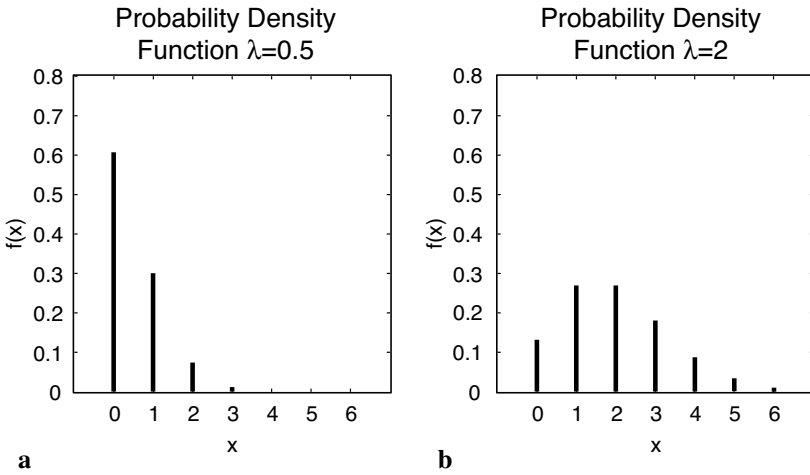 Probability Density
Function λ=0.5
0.8
0.7
0.6
0.5
0.4
0.3
0.2
0.1
0
f(x)
0 1 2 3 4 5 6
x
a
Probability Density
Function λ=2
0.8
0.7
0.6
0.5
0.4
0.3
0.2
0.1
0
f(x)
0 1 2 3 4 5 6
x
b